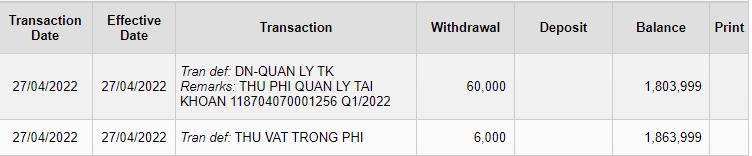 Transaction Date Effective Date Transaction Withdrawal Deposit Balance Print
27/04/2022 27/04/2022 Tran def: DN-QUAN LY TK
Remarks: THU PHI QUAN LY TAI
KHOAN 118704070001256 Q1/2022 60,000 1,803,999
27/04/2022 27/04/2022 Tran def: THU VAT TRONG PHI 6,000 1,863,999